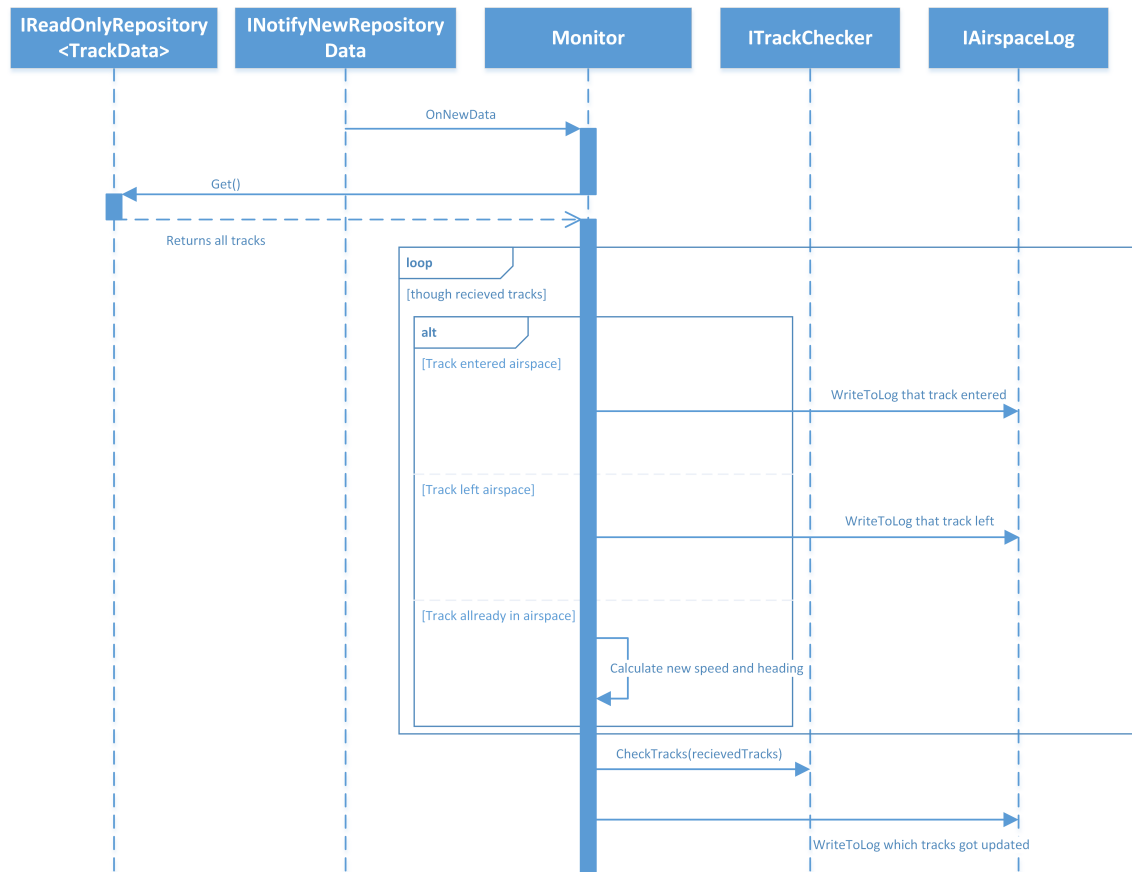 IReadOnlyRepository
<TrackData>
INotifyNewRepository
Data
Monitor
ITrackChecker
IAirspaceLog
OnNewData
Get()
Returns all tracks
loop
[though recieved tracks]
alt
[Track entered airspace]
WriteToLog that track entered
[Track left airspace]
WriteToLog that track left
[Track allready in airspace]
Calculate new speed and heading
CheckTracks(recievedTracks)
WriteToLog which tracks got updated